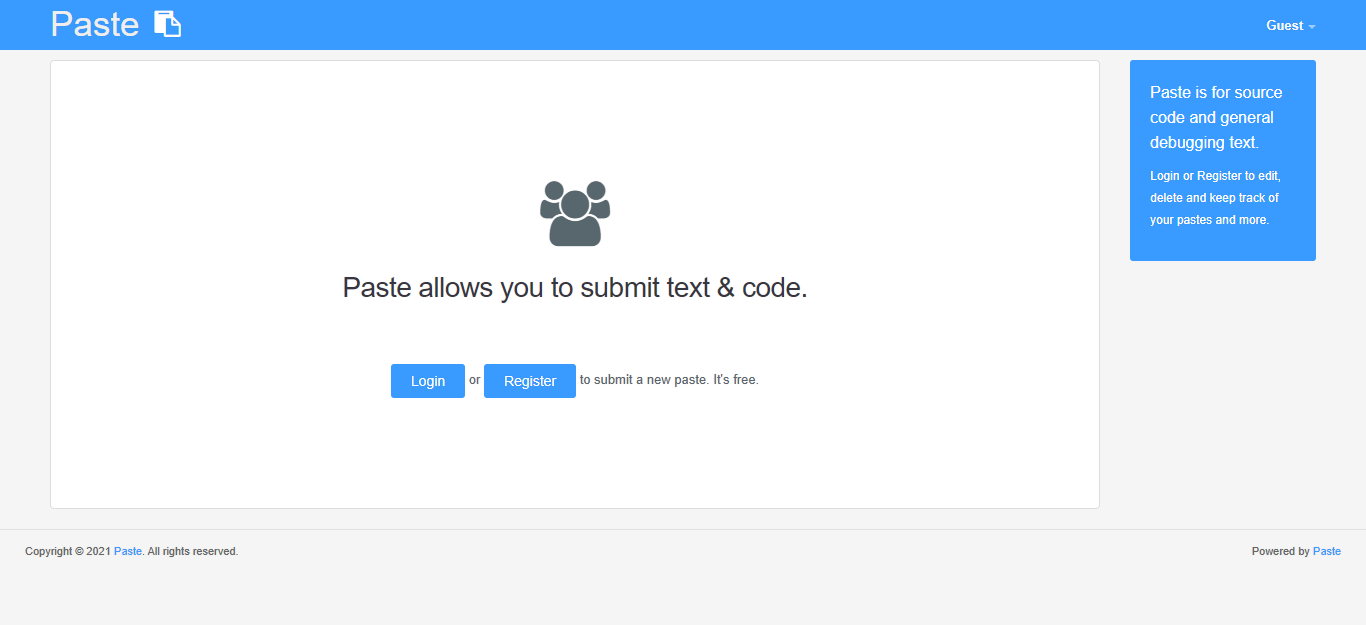 Paste
Guest
Paste allows you to submit text & code.
Login or Register to submit a new paste. It's free.
Paste is for source
code and general
debugging text.
Login or Register to edit,
delete and keep track of
your pastes and more.
Copyright © 2021 Paste. All rights reserved.
Powered by Paste